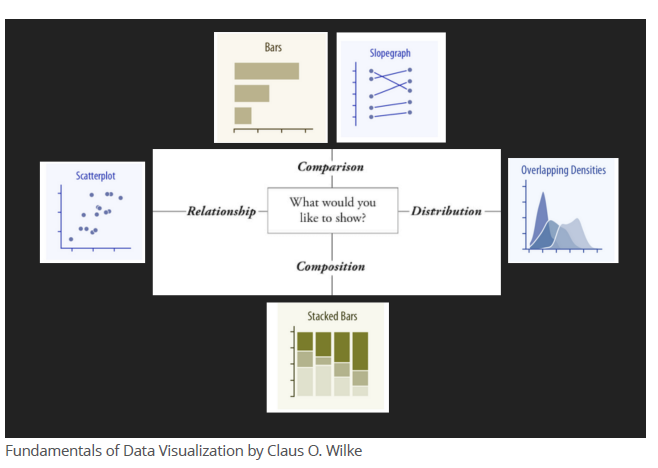 Bars
Slopegraph
Scatterplot
Comparison
Overlapping Densities
What would you
like to show?
Relationship
Distribution
Composition
Stacked Bars
Fundamentals of Data Visualization by Claus O. Wilke